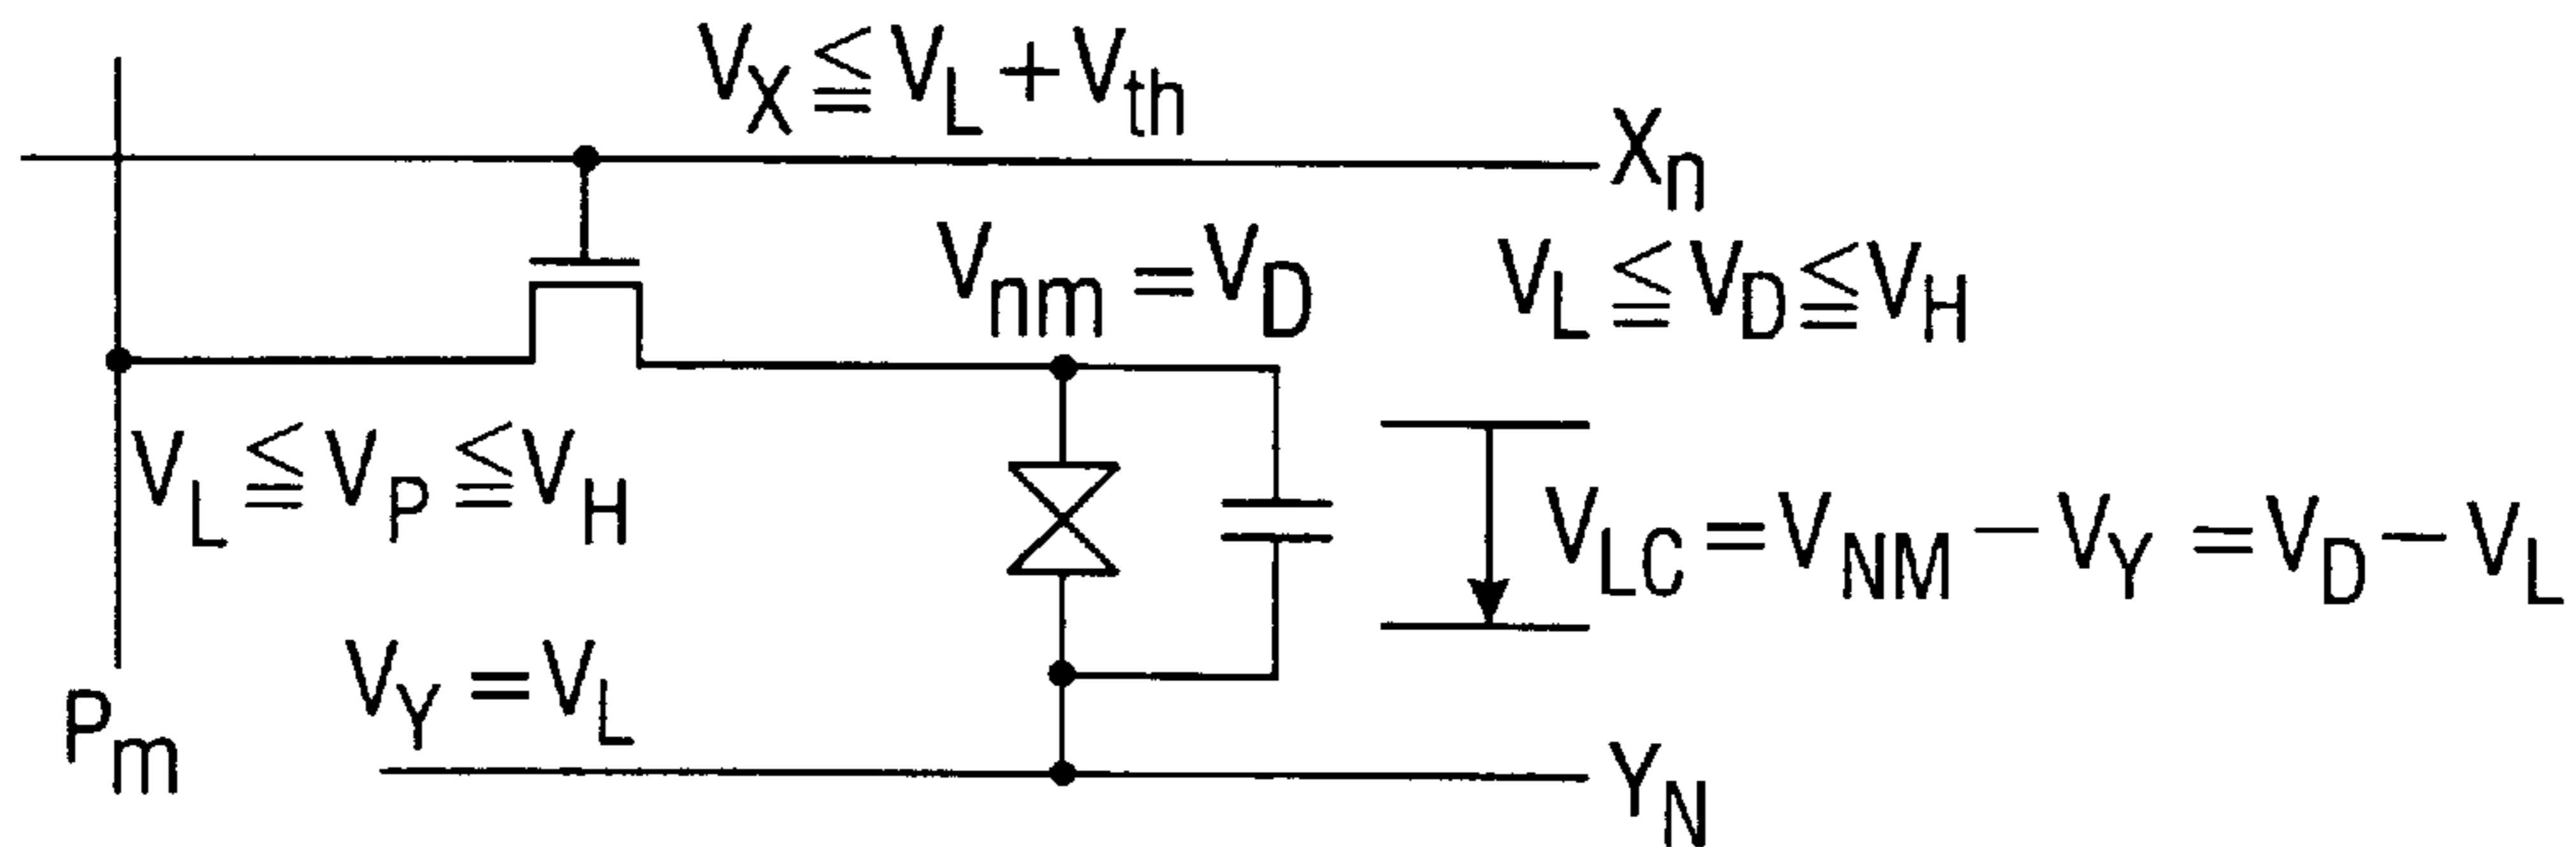 V_X ≦ V_L + V_th
X_n
V_nm = V_D
V_L ≦ V_D ≦ V_H
V_L ≦ V_P ≦ V_H
V_LC = V_NM − V_Y = V_D − V_L
V_Y = V_L
P_m
Y_N